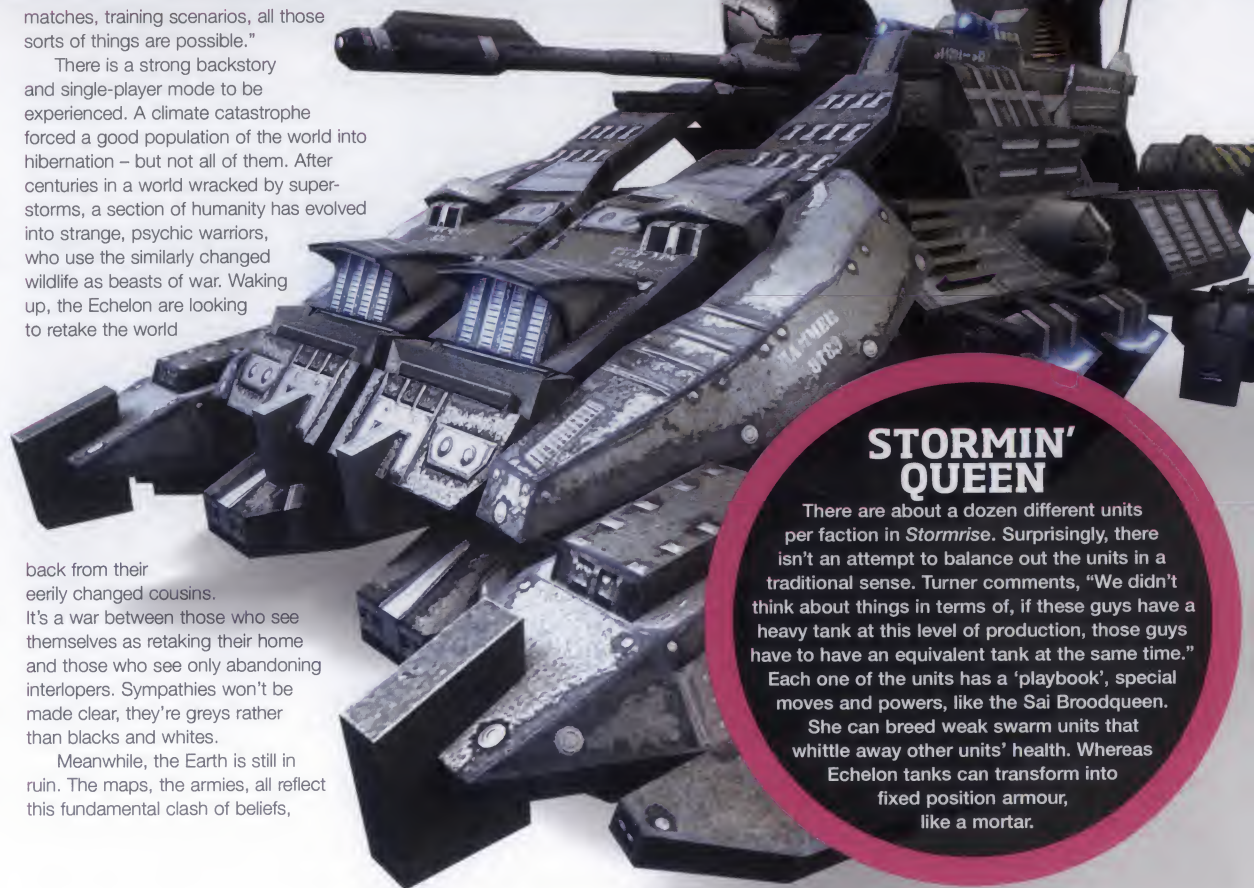 matches, training scenarios, all those
sorts of things are possible.”
There is a strong backstory
and single-player mode to be
experienced. A climate catastrophe
forced a good population of the world into
hibernation – but not all of them. After
centuries in a world wracked by super-
storms, a section of humanity has evolved
into strange, psychic warriors,
who use the similarly changed
wildlife as beasts of war. Waking
up, the Echelon are looking
to retake the world
back from their
eerily changed cousins.
It’s a war between those who see
themselves as retaking their home
and those who see only abandoning
interlopers. Sympathies won’t be
made clear, they’re greys rather
than blacks and whites.
Meanwhile, the Earth is still in
ruin. The maps, the armies, all reflect
this fundamental clash of beliefs,
STORMIN’
QUEEN
There are about a dozen different units
per faction in Stormrise. Surprisingly, there
isn’t an attempt to balance out the units in a
traditional sense. Turner comments, “We didn’t
think about things in terms of, if these guys have a
heavy tank at this level of production, those guys
have to have an equivalent tank at the same time.”
Each one of the units has a ‘playbook’, special
moves and powers, like the Sai Broodqueen.
She can breed weak swarm units that
whittle away other units’ health. Whereas
Echelon tanks can transform into
fixed position armour,
like a mortar.